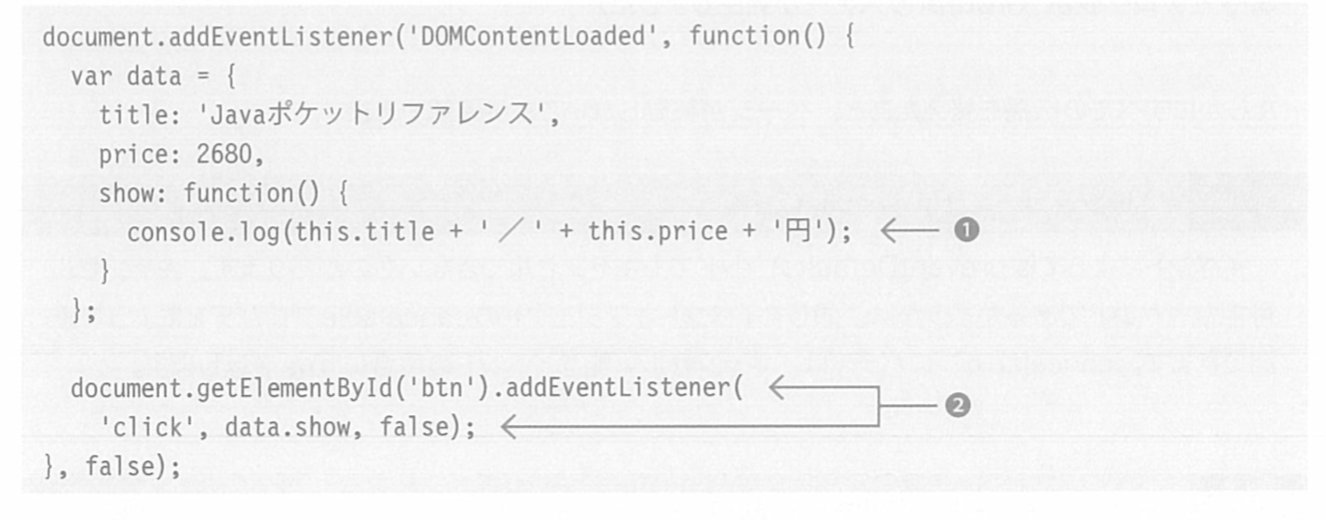 document.addEventListener('DOMContentLoaded', function() {
  var data = {
    title: 'Javaポケットリファレンス',
    price: 2680,
    show: function() {
      console.log(this.title + ' ／ ' + this.price + '円'); ❶
    }
  };
  document.getElementById('btn').addEventListener(
    'click', data.show, false); ❷
}, false);